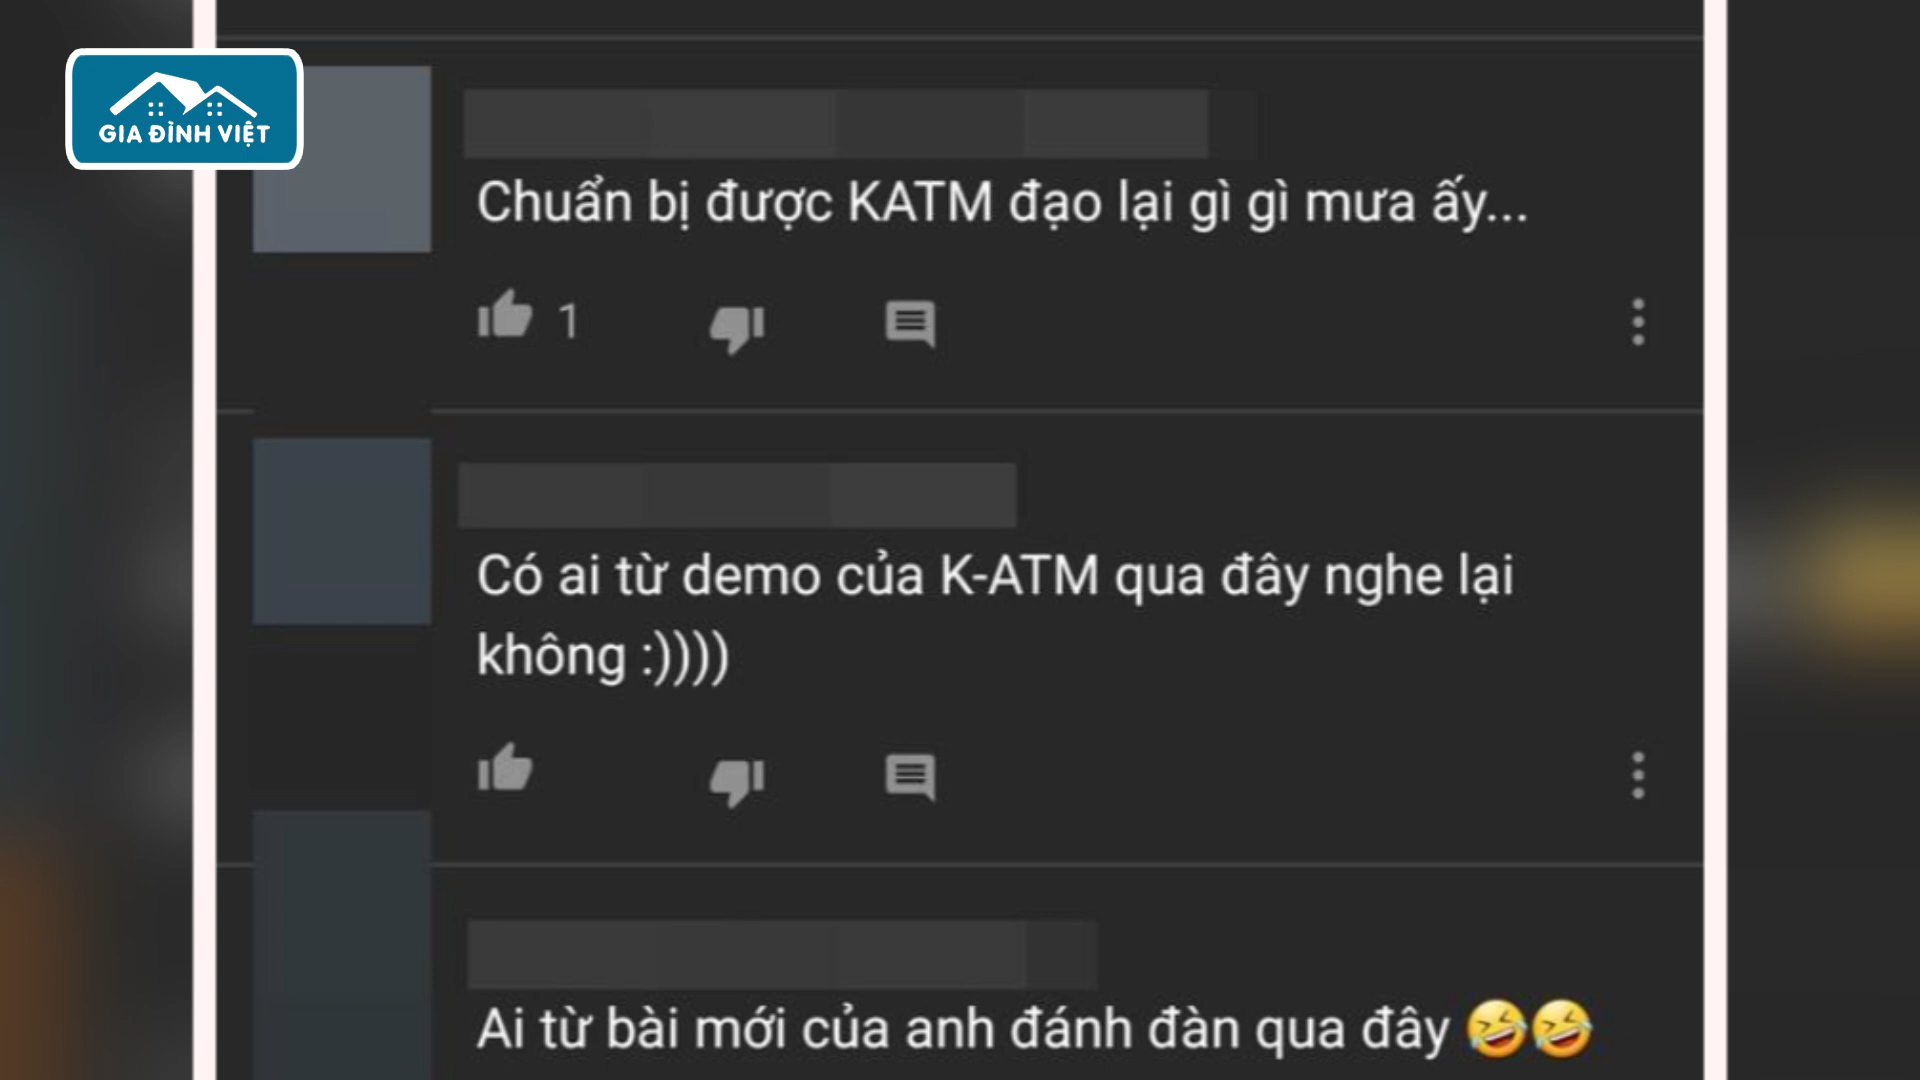 GIA ĐÌNH VIỆT
Chuẩn bị được KATM đạo lại gì gì mưa ấy...
1
Có ai từ demo của K-ATM qua đây nghe lại
không :))))
Ai từ bài mới của anh đánh đàn qua đây 🤣🤣